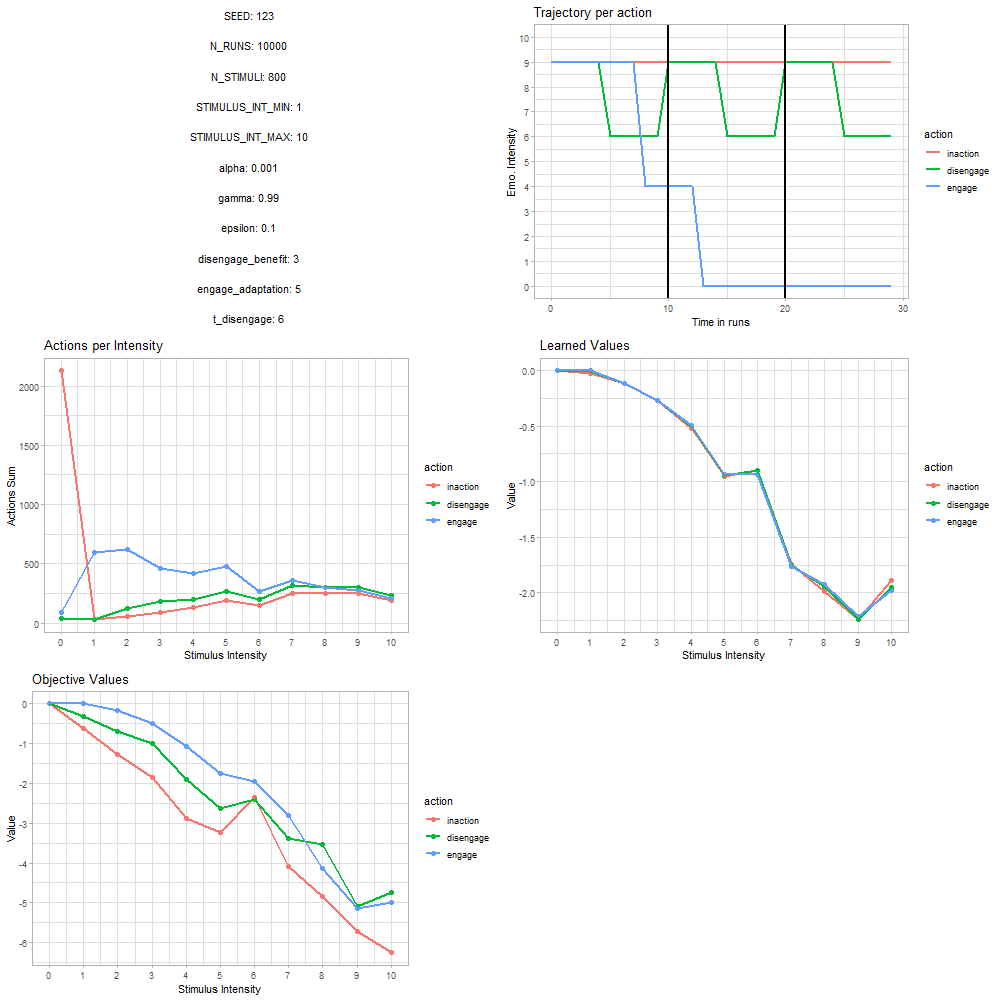 SEED: 123
N_RUNS: 10000
N_STIMULI: 800
STIMULUS_INT_MIN: 1
STIMULUS_INT_MAX: 10
alpha: 0.001
gamma: 0.99
epsilon: 0.1
disengage_benefit: 3
engage_adaptation: 5
t_disengage: 6
Trajectory per action
Emo. Intensity
10
9
8
7
6
5
4
3
2
1
0
0 10 20 30
Time in runs
action
inaction
disengage
engage
Actions per Intensity
Actions Sum
2000
1500
1000
500
0
0 1 2 3 4 5 6 7 8 9 10
Stimulus Intensity
action
inaction
disengage
engage
Learned Values
Value
0.0
-0.5
-1.0
-1.5
-2.0
0 1 2 3 4 5 6 7 8 9 10
Stimulus Intensity
action
inaction
disengage
engage
Objective Values
Value
0
-1
-2
-3
-4
-5
-6
0 1 2 3 4 5 6 7 8 9 10
Stimulus Intensity
action
inaction
disengage
engage